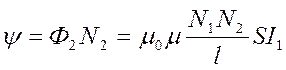 ψ = Φ₂N₂ = μ₀μ N₁N₂/l SI₁